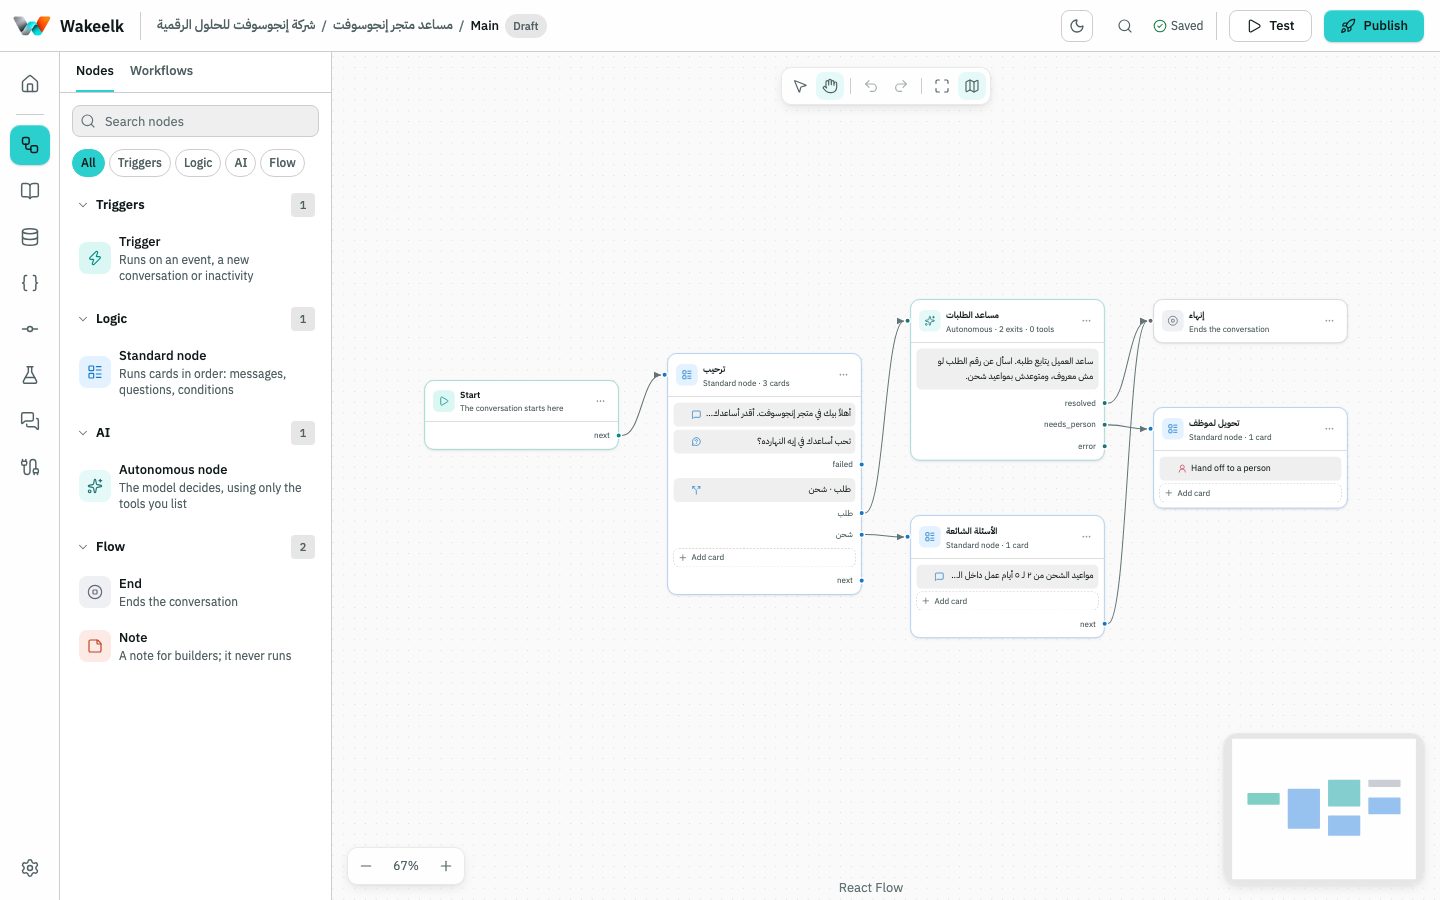 Wakeelk
شركة إنجوسوفت للحلول الرقمية / مساعد متجر إنجوسوفت / Main
Draft
Saved
Test
Publish
Nodes
Workflows
Search nodes
All
Triggers
Logic
AI
Flow
Triggers
1
Trigger
Runs on an event, a new
conversation or inactivity
Logic
1
Standard node
Runs cards in order: messages,
questions, conditions
AI
1
Autonomous node
The model decides, using only the
tools you list
Flow
2
End
Ends the conversation
Note
A note for builders; it never runs
Start
The conversation starts here
next
ترحيب
Standard node · 3 cards
أهلاً بيك في متجر إنجوسوفت. أقدر أساعدك...
تحب أساعدك في إيه النهارده؟
failed
طلب · شحن
طلب
شحن
Add card
next
مساعد الطلبات
Autonomous · 2 exits · 0 tools
ساعد العميل يتابع طلبه. اسأل عن رقم الطلب لو
مش معروف، ومتوعدش بمواعيد شحن.
resolved
needs_person
error
الأسئلة الشائعة
Standard node · 1 card
مواعيد الشحن من ٢ لـ ٥ أيام عمل داخل الـ...
Add card
next
إنهاء
Ends the conversation
تحويل لموظف
Standard node · 1 card
Hand off to a person
Add card
67%
React Flow